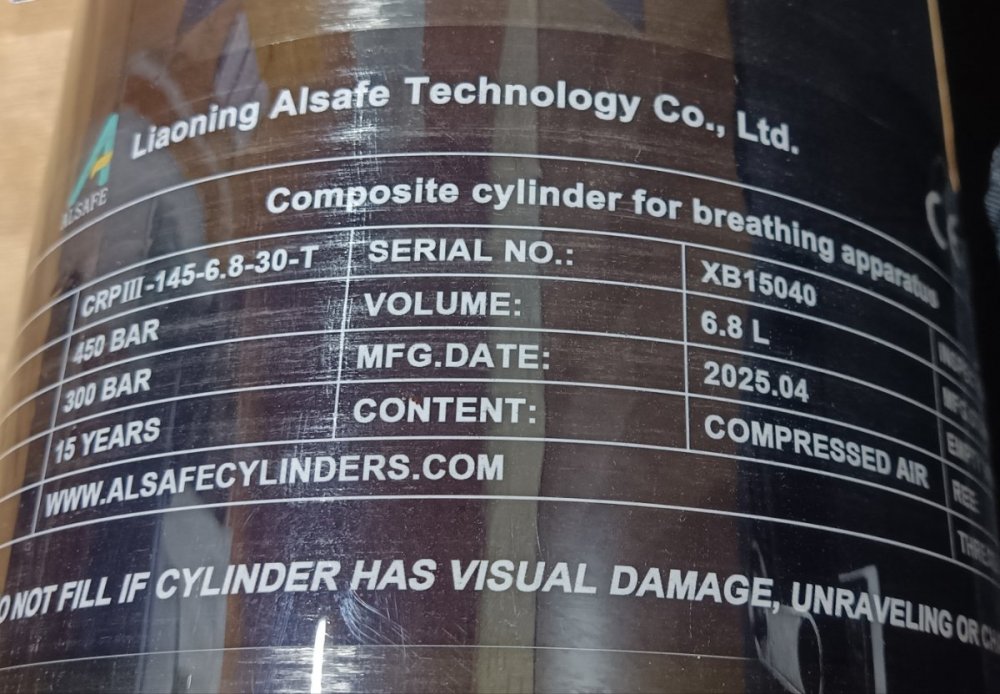 Liaoning Alsafe Technology Co., Ltd.
ALSAFE
Composite cylinder for breathing apparatus
CRPIII-145-6.8-30-T SERIAL NO.: XB15040
450 BAR VOLUME: 6.8 L
300 BAR MFG.DATE: 2025.04
15 YEARS CONTENT: COMPRESSED AIR
WWW.ALSAFECYLINDERS.COM
NOT FILL IF CYLINDER HAS VISUAL DAMAGE, UNRAVELING OR